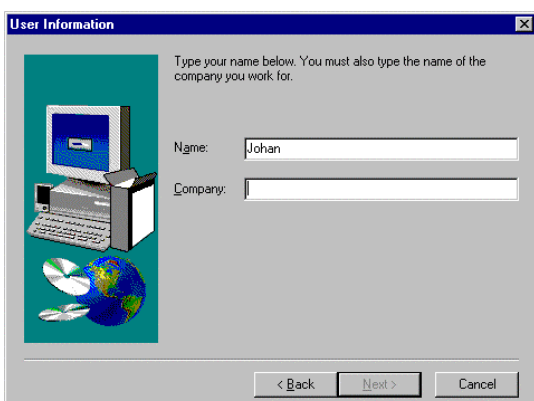 User Information
Type your name below. You must also type the name of the
company you work for.
Name:
Johan
Company:
< Back
Next >
Cancel